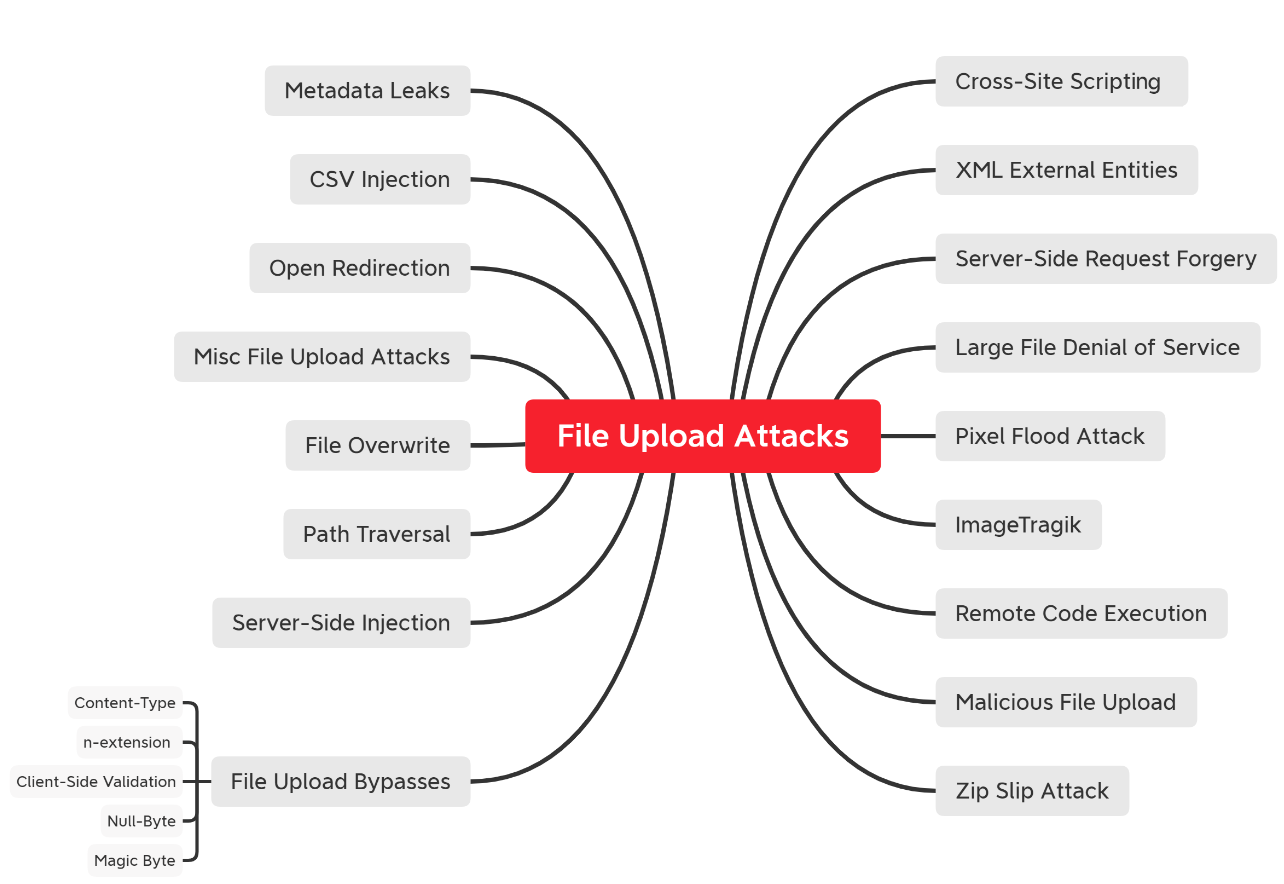 File Upload Attacks
Cross-Site Scripting
XML External Entities
Server-Side Request Forgery
Large File Denial of Service
Pixel Flood Attack
ImageTragik
Remote Code Execution
Malicious File Upload
Zip Slip Attack
Metadata Leaks
CSV Injection
Open Redirection
Misc File Upload Attacks
File Overwrite
Path Traversal
Server-Side Injection
File Upload Bypasses
Content-Type
n-extension
Client-Side Validation
Null-Byte
Magic Byte